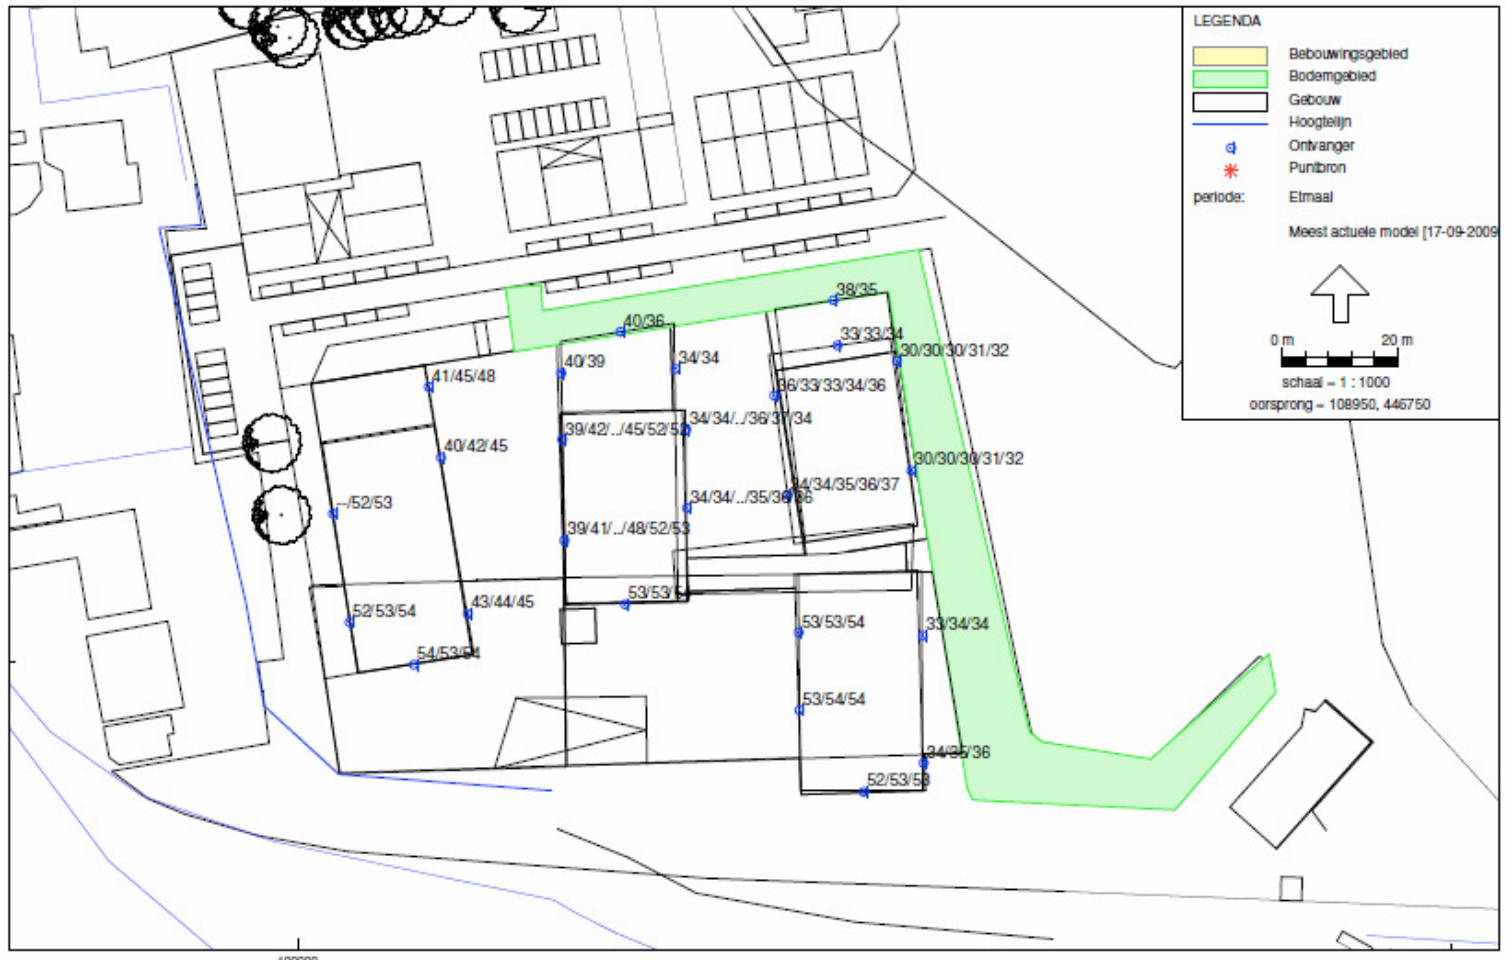 LEGENDA
Bebouwingsgebied
Bodemgebied
Gebouw
Hoogtelijn
Ontvanger
Puntbron
periode: Etmaal
Meest actuele model [17-09-2009
0 m 20 m
schaal = 1 : 1000
oorsprong = 108950, 446750
38/35
40/36
33/33/34
30/30/30/31/32
40/39
34/34
41/45/48
36/33/33/34/36
34/34/../36/37/34
39/42/../45/52/52
40/42/45
30/30/30/31/32
34/34/35/36/37
34/34/../35/36/36
--/52/53
39/41/../48/52/53
53/53/54
52/53/54
43/44/45
53/53/54
33/34/34
54/53/54
53/54/54
34/35/36
52/53/53